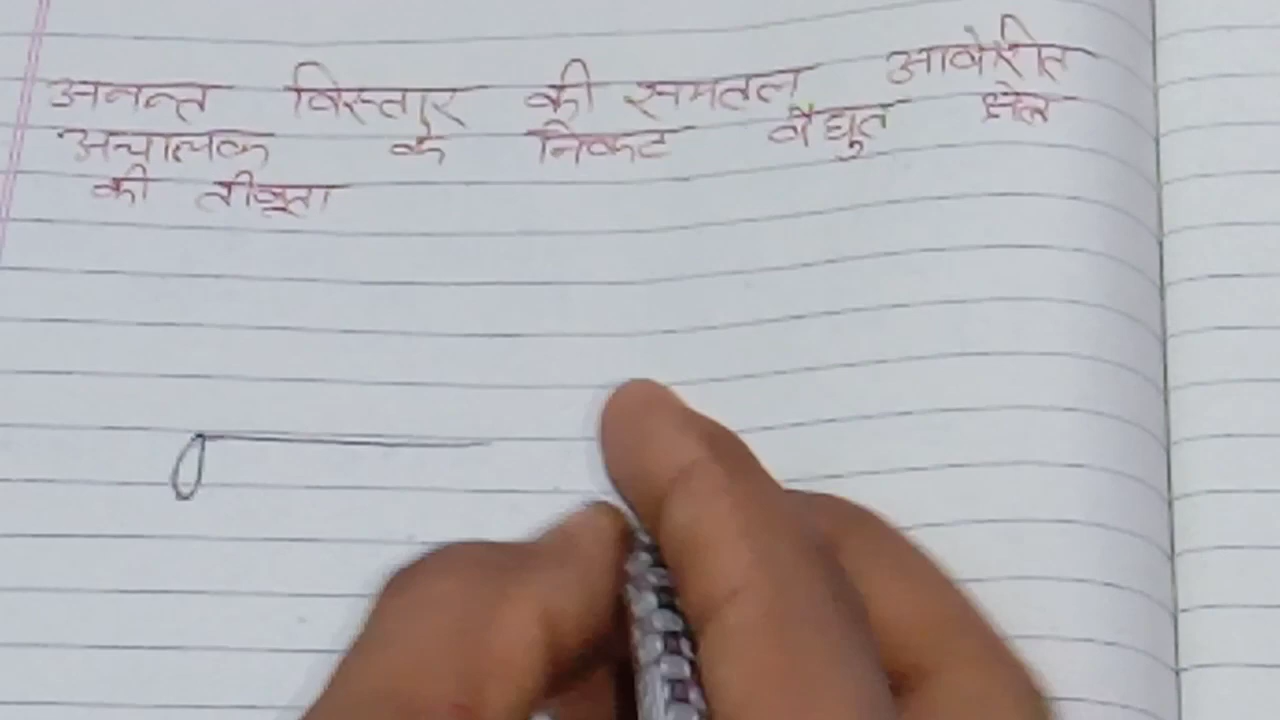 अनन्त विस्तार की समतल आवेशीत
अचालक के निकट वैद्युत क्षेत्र
की तीव्रता